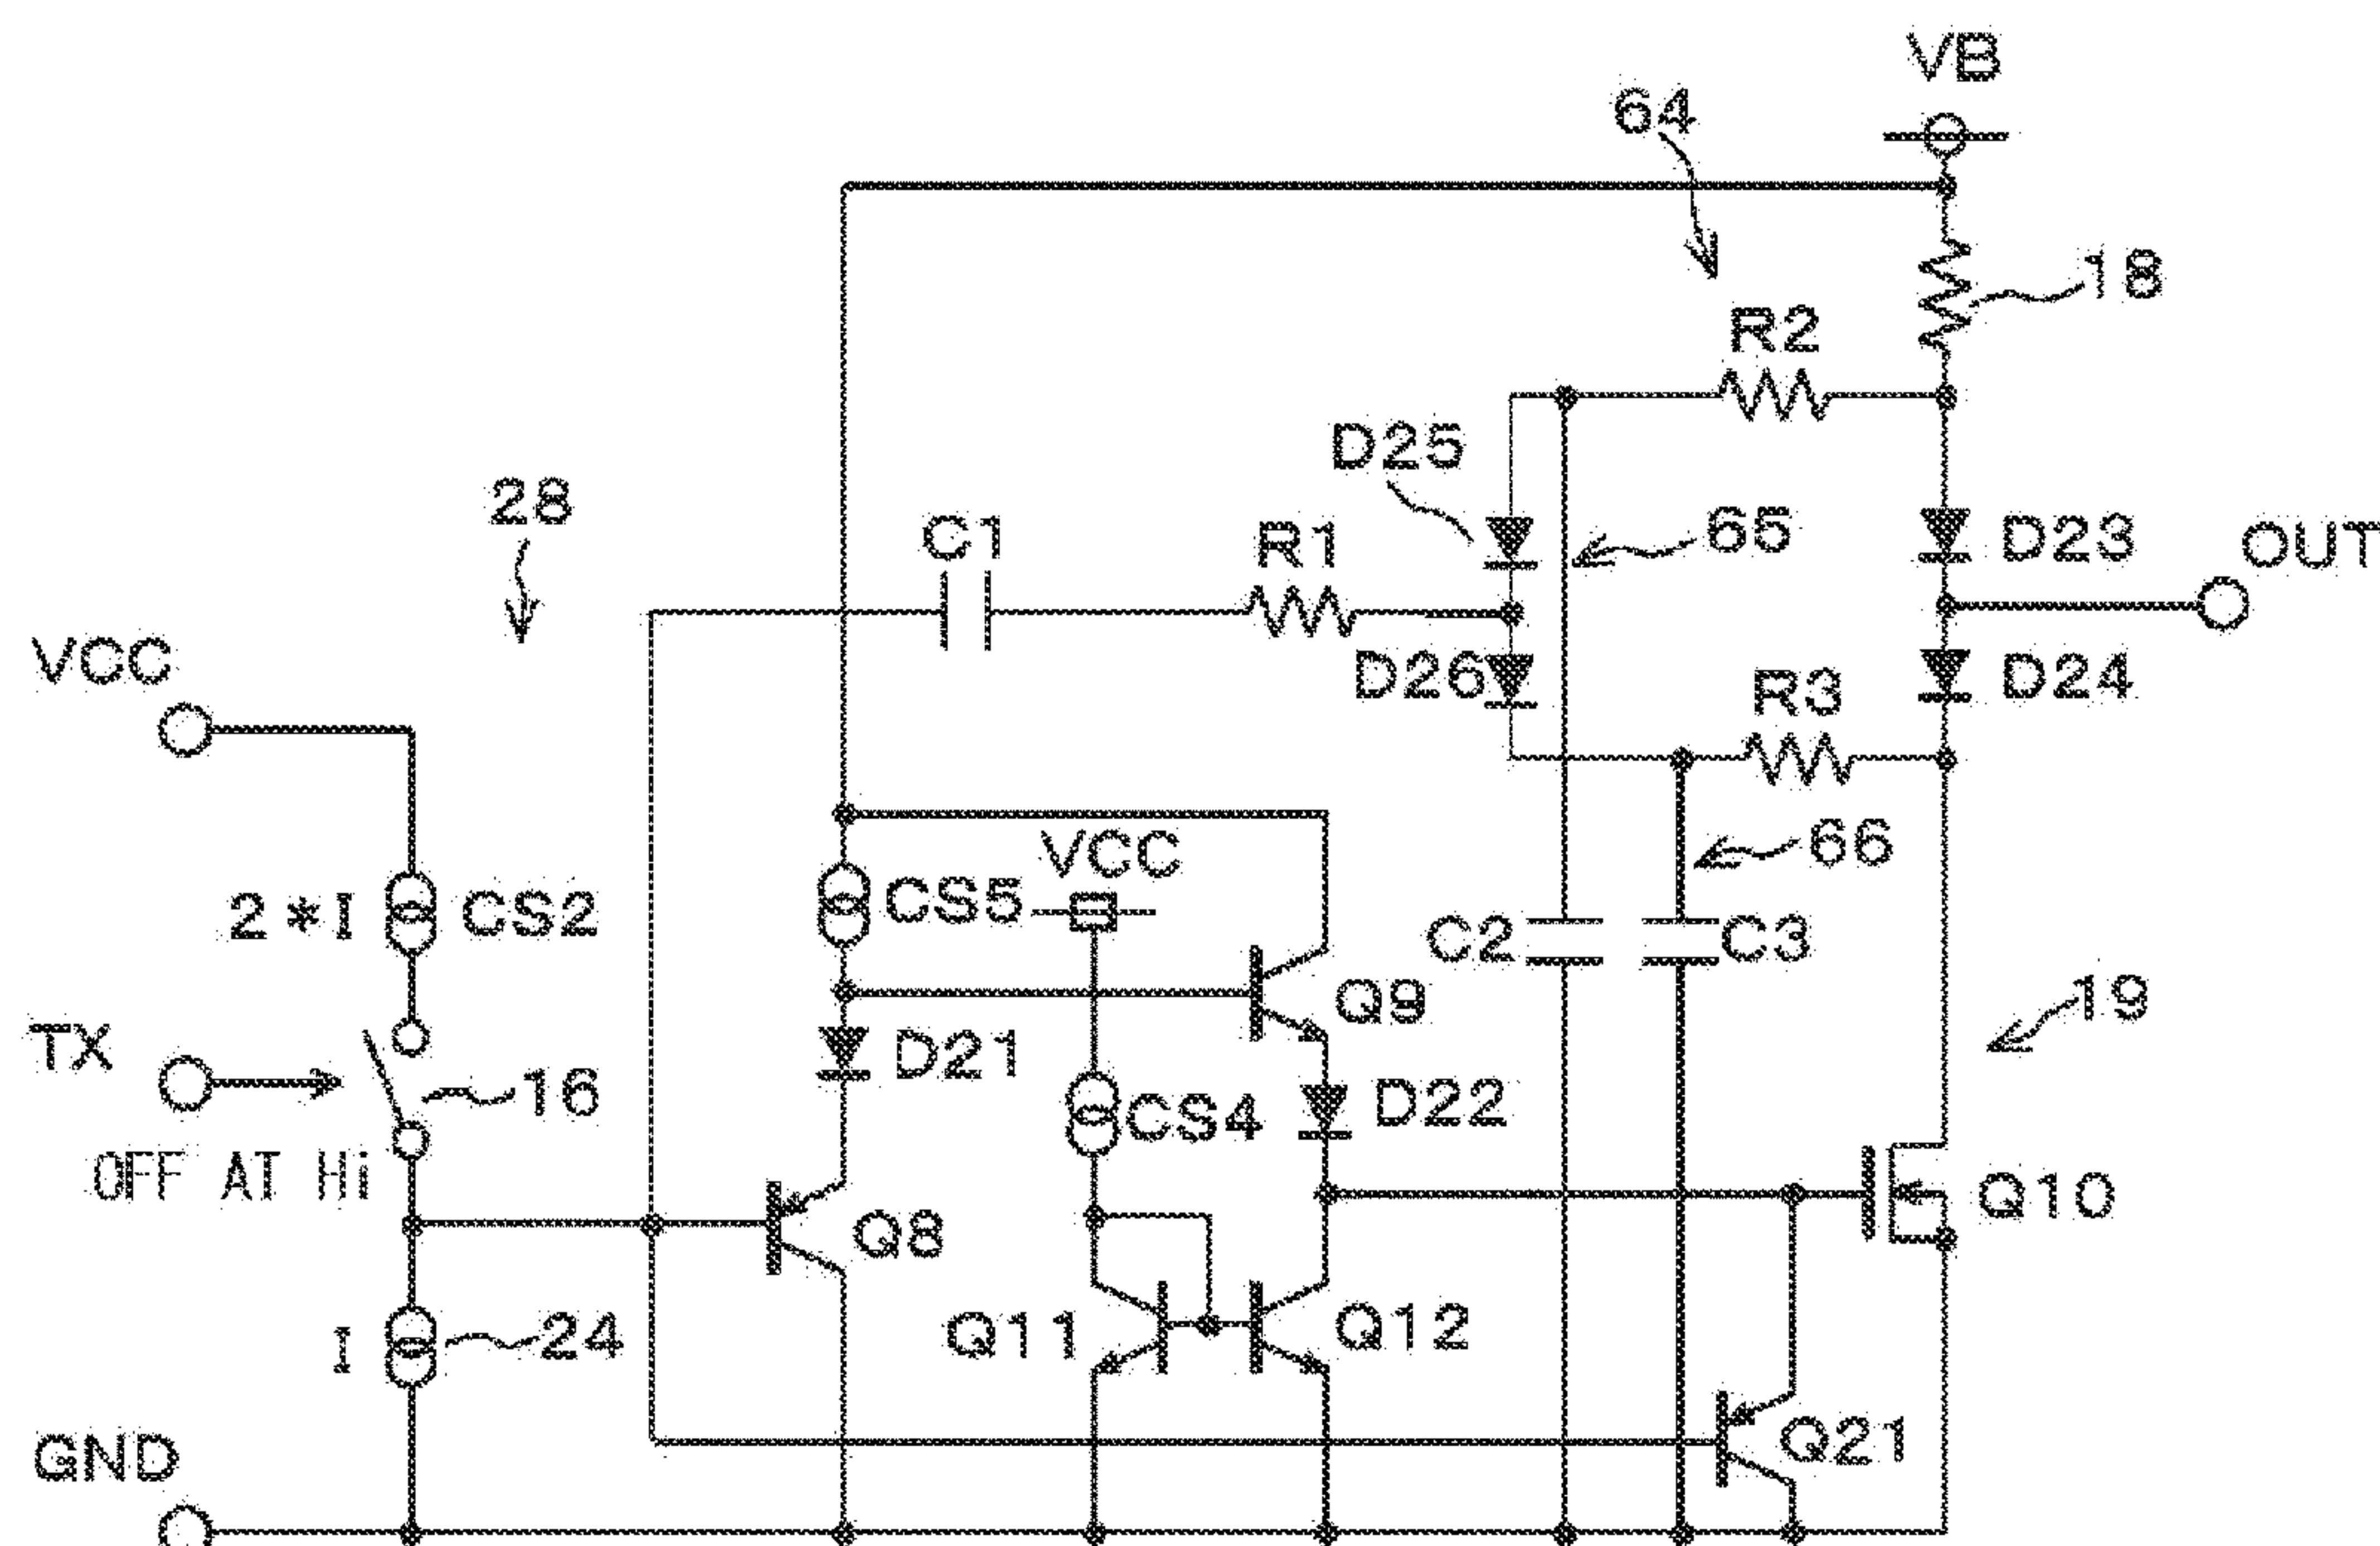 VB
64
18
R2
D25
28
C1
R1
65
D23
OUT
VCC
D26
R3
D24
VCC
66
2*I
CS2
CS5
C2
C3
Q9
19
TX
D21
16
CS4
D22
OFF AT Hi
Q8
Q10
I
24
Q11
Q12
GND
Q21